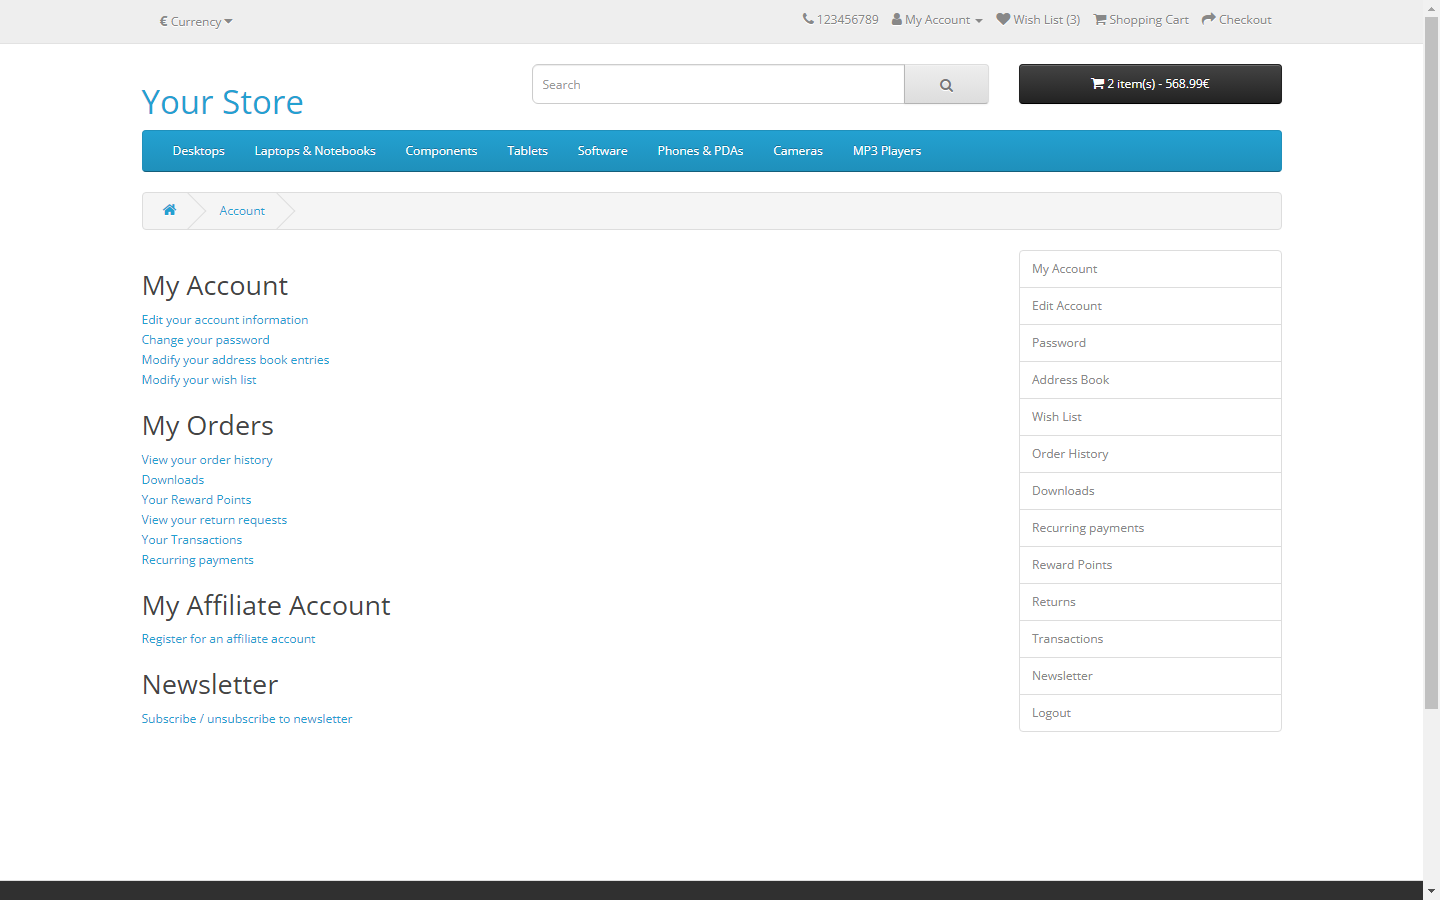 € Currency
123456789 My Account Wish List (3) Shopping Cart Checkout
Your Store
Search
2 item(s) - 568.99€
Desktops Laptops & Notebooks Components Tablets Software Phones & PDAs Cameras MP3 Players
Account
My Account
Edit your account information
Change your password
Modify your address book entries
Modify your wish list
My Orders
View your order history
Downloads
Your Reward Points
View your return requests
Your Transactions
Recurring payments
My Affiliate Account
Register for an affiliate account
Newsletter
Subscribe / unsubscribe to newsletter
My Account
Edit Account
Password
Address Book
Wish List
Order History
Downloads
Recurring payments
Reward Points
Returns
Transactions
Newsletter
Logout